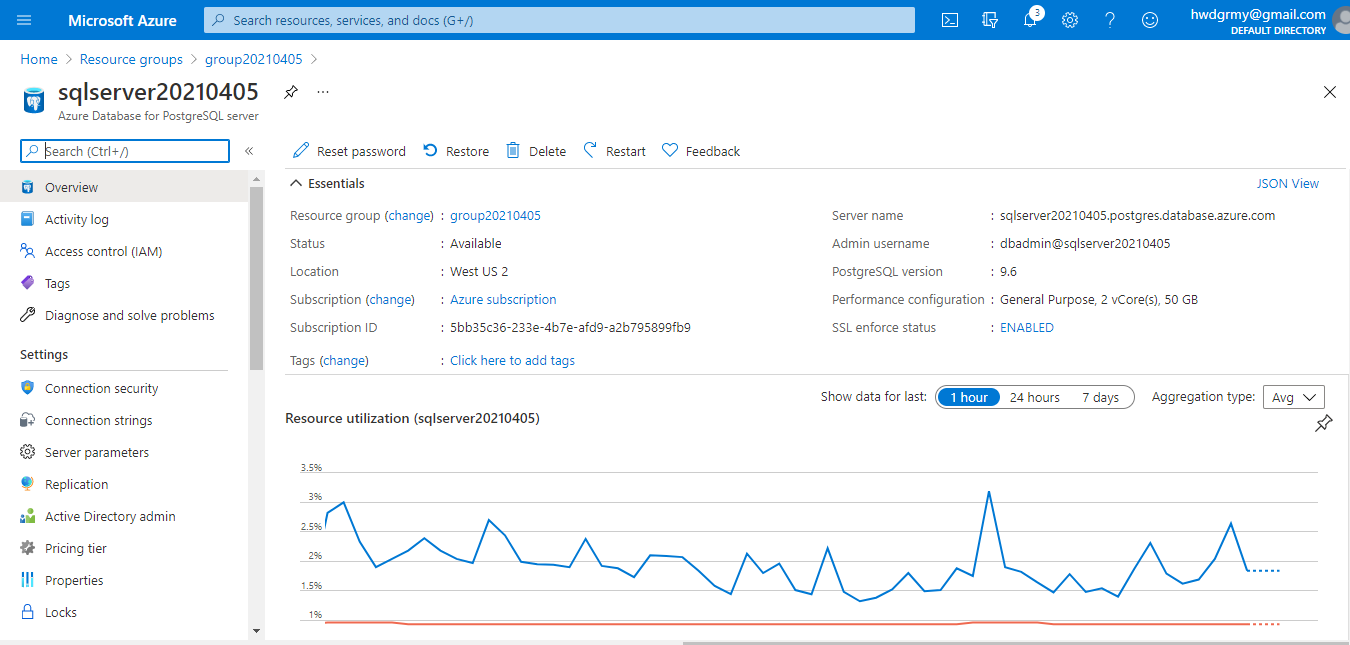 Microsoft Azure
Search resources, services, and docs (G+/)
3
hwdgrmy@gmail.com
DEFAULT DIRECTORY
Home > Resource groups > group20210405 >
sqlserver20210405
...
Azure Database for PostgreSQL server
Search (Ctrl+/)
«
Overview
Activity log
Access control (IAM)
Tags
Diagnose and solve problems
Settings
Connection security
Connection strings
Server parameters
Replication
Active Directory admin
Pricing tier
Properties
Locks
Reset password
Restore
Delete
Restart
Feedback
Essentials
JSON View
Resource group (change) : group20210405
Status : Available
Location : West US 2
Subscription (change) : Azure subscription
Subscription ID : 5bb35c36-233e-4b7e-afd9-a2b795899fb9
Tags (change) : Click here to add tags
Server name : sqlserver20210405.postgres.database.azure.com
Admin username : dbadmin@sqlserver20210405
PostgreSQL version : 9.6
Performance configuration : General Purpose, 2 vCore(s), 50 GB
SSL enforce status : ENABLED
Show data for last: 1 hour 24 hours 7 days Aggregation type: Avg
Resource utilization (sqlserver20210405)
3.5%
3%
2.5%
2%
1.5%
1%